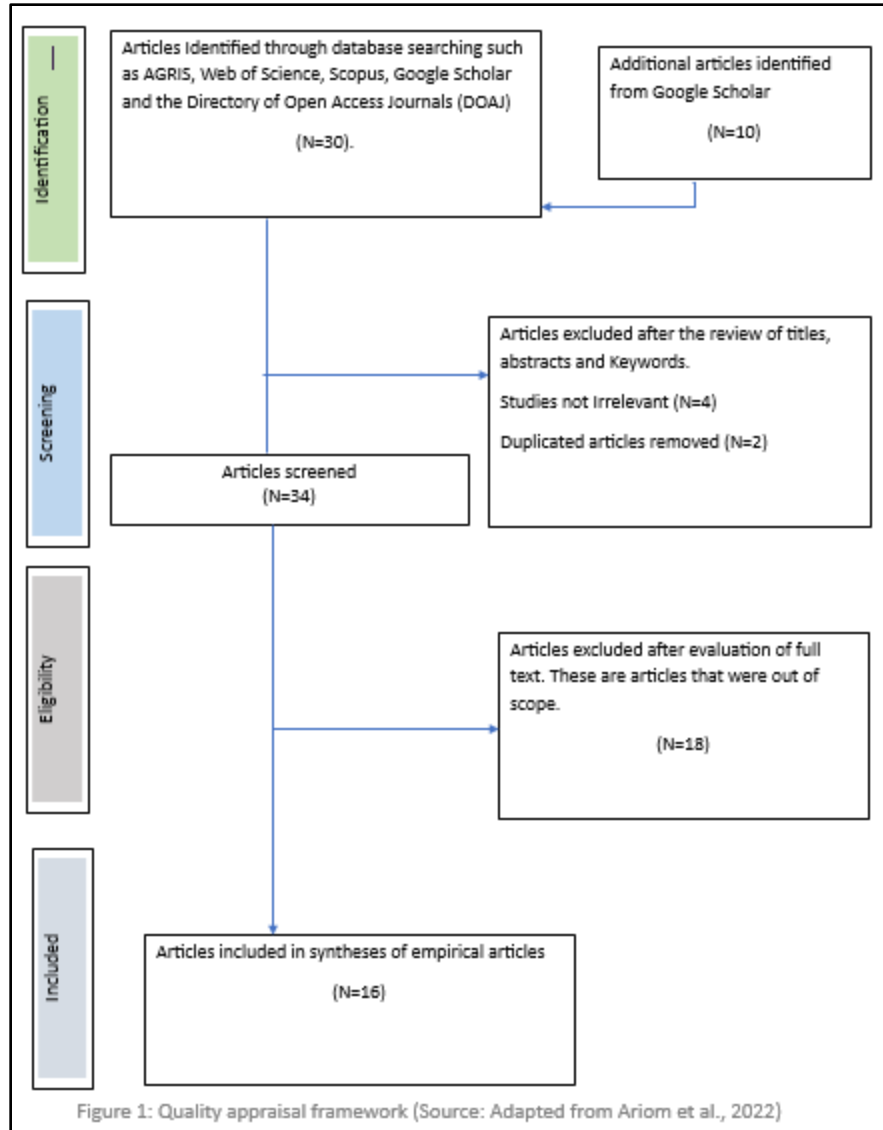 Identification
Articles Identified through database searching such
as AGRIS, Web of Science, Scopus, Google Scholar
and the Directory of Open Access Journals (DOAJ)
(N=30).
Additional articles identified
from Google Scholar
(N=10)
Screening
Articles excluded after the review of titles,
abstracts and Keywords.
Studies not Irrelevant (N=4)
Duplicated articles removed (N=2)
Articles screened
(N=34)
Eligibility
Articles excluded after evaluation of full
text. These are articles that were out of
scope.
(N=18)
Included
Articles included in syntheses of empirical articles
(N=16)
Figure 1: Quality appraisal framework (Source: Adapted from Ariom et al., 2022)